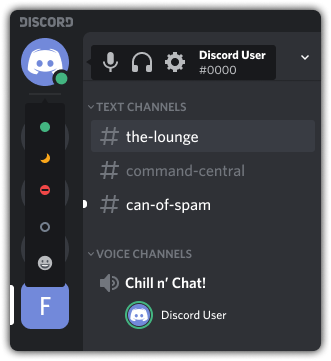 DISCORD
Discord User
#0000
TEXT CHANNELS
# the-lounge
# command-central
# can-of-spam
VOICE CHANNELS
Chill n’ Chat!
Discord User
F